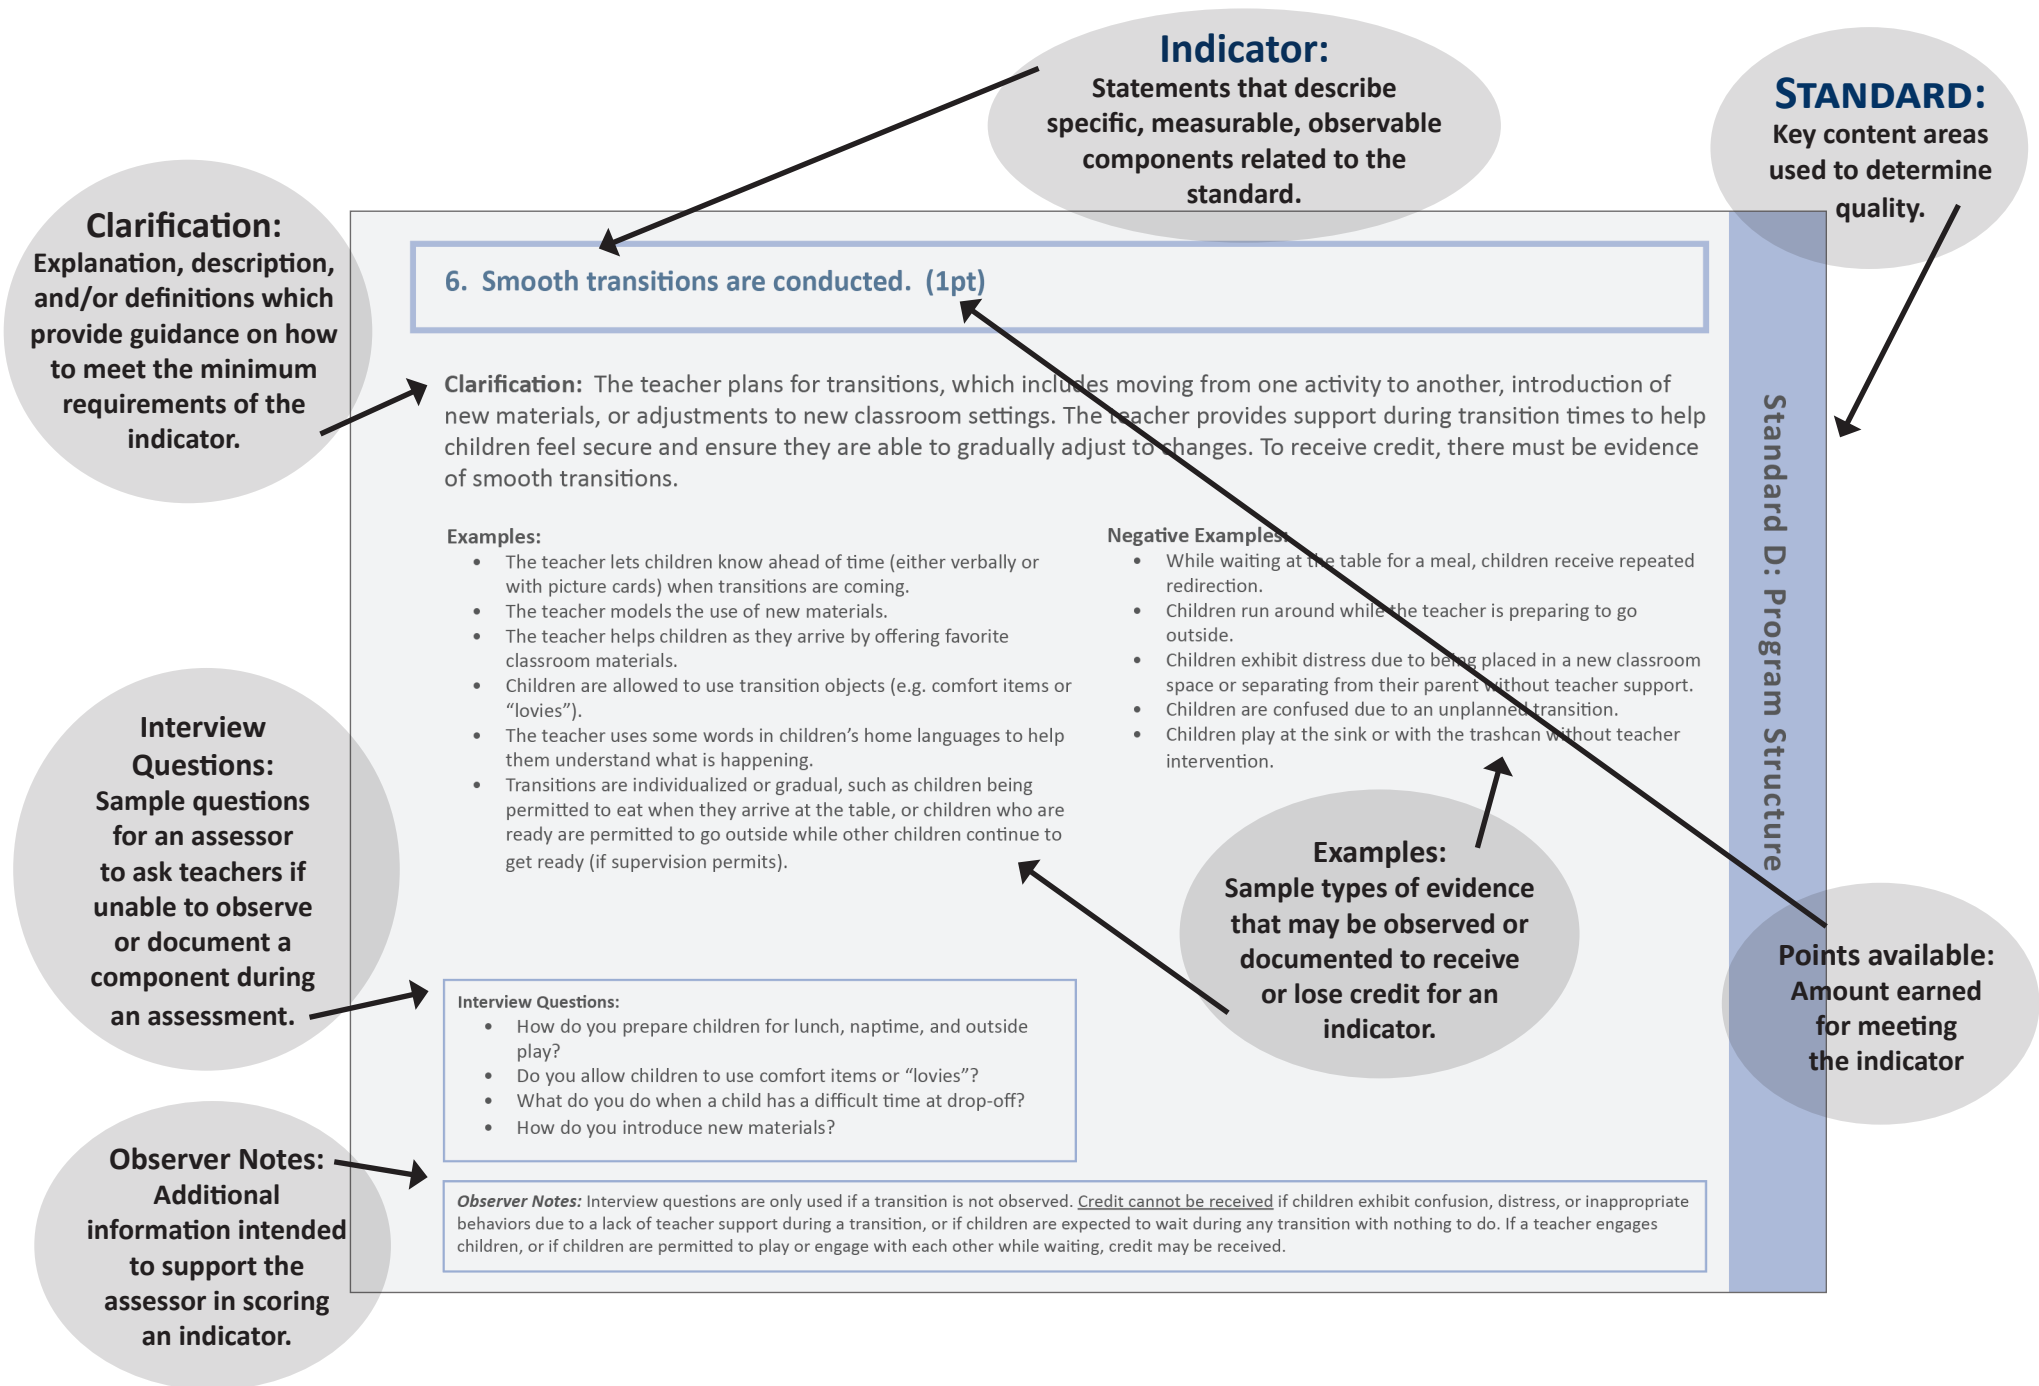 Indicator:
Statements that describe
specific, measurable, observable
components related to the
standard.
STANDARD:
Key content areas
used to determine
quality.
Clarification:
Explanation, description,
and/or definitions which
provide guidance on how
to meet the minimum
requirements of the
indicator.
6. Smooth transitions are conducted. (1pt)
Clarification: The teacher plans for transitions, which includes moving from one activity to another, introduction of
new materials, or adjustments to new classroom settings. The teacher provides support during transition times to help
children feel secure and ensure they are able to gradually adjust to changes. To receive credit, there must be evidence
of smooth transitions.
Standard D: Program Structure
Examples:
• The teacher lets children know ahead of time (either verbally or
with picture cards) when transitions are coming.
• The teacher models the use of new materials.
• The teacher helps children as they arrive by offering favorite
classroom materials.
• Children are allowed to use transition objects (e.g. comfort items or
“lovies”).
• The teacher uses some words in children’s home languages to help
them understand what is happening.
• Transitions are individualized or gradual, such as children being
permitted to eat when they arrive at the table, or children who are
ready are permitted to go outside while other children continue to
get ready (if supervision permits).
Negative Examples:
• While waiting at the table for a meal, children receive repeated
redirection.
• Children run around while the teacher is preparing to go
outside.
• Children exhibit distress due to being placed in a new classroom
space or separating from their parent without teacher support.
• Children are confused due to an unplanned transition.
• Children play at the sink or with the trashcan without teacher
intervention.
Interview
Questions:
Sample questions
for an assessor
to ask teachers if
unable to observe
or document a
component during
an assessment.
Examples:
Sample types of evidence
that may be observed or
documented to receive
or lose credit for an
indicator.
Points available:
Amount earned
for meeting
the indicator
Interview Questions:
• How do you prepare children for lunch, naptime, and outside
play?
• Do you allow children to use comfort items or “lovies”?
• What do you do when a child has a difficult time at drop-off?
• How do you introduce new materials?
Observer Notes:
Additional
information intended
to support the
assessor in scoring
an indicator.
Observer Notes: Interview questions are only used if a transition is not observed. Credit cannot be received if children exhibit confusion, distress, or inappropriate
behaviors due to a lack of teacher support during a transition, or if children are expected to wait during any transition with nothing to do. If a teacher engages
children, or if children are permitted to play or engage with each other while waiting, credit may be received.